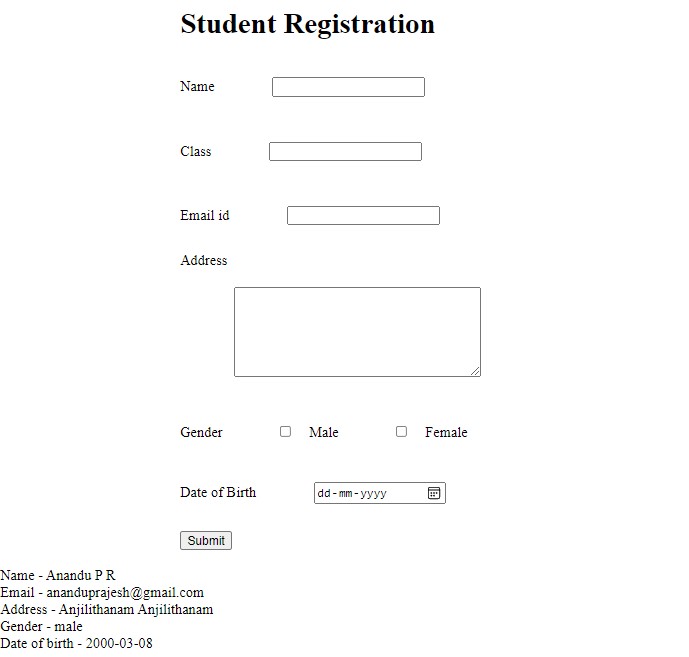 Student Registration
Name
Class
Email id
Address
Gender Male Female
Date of Birth dd-mm-yyyy
Submit
Name - Anandu P R
Email - ananduprajesh@gmail.com
Address - Anjilithanam Anjilithanam
Gender - male
Date of birth - 2000-03-08